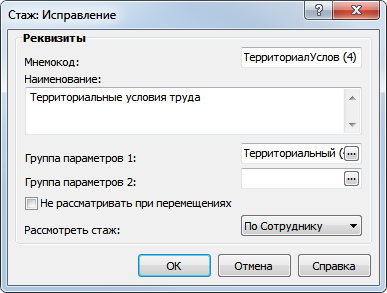 Стаж: Исправление
Реквизиты
Мнемокод: ТерриториалУслов (4)
Наименование:
Территориальные условия труда
Группа параметров 1: Территориальный (
Группа параметров 2:
Не рассматривать при перемещениях
Рассмотреть стаж: По Сотруднику
ОК Отмена Справка